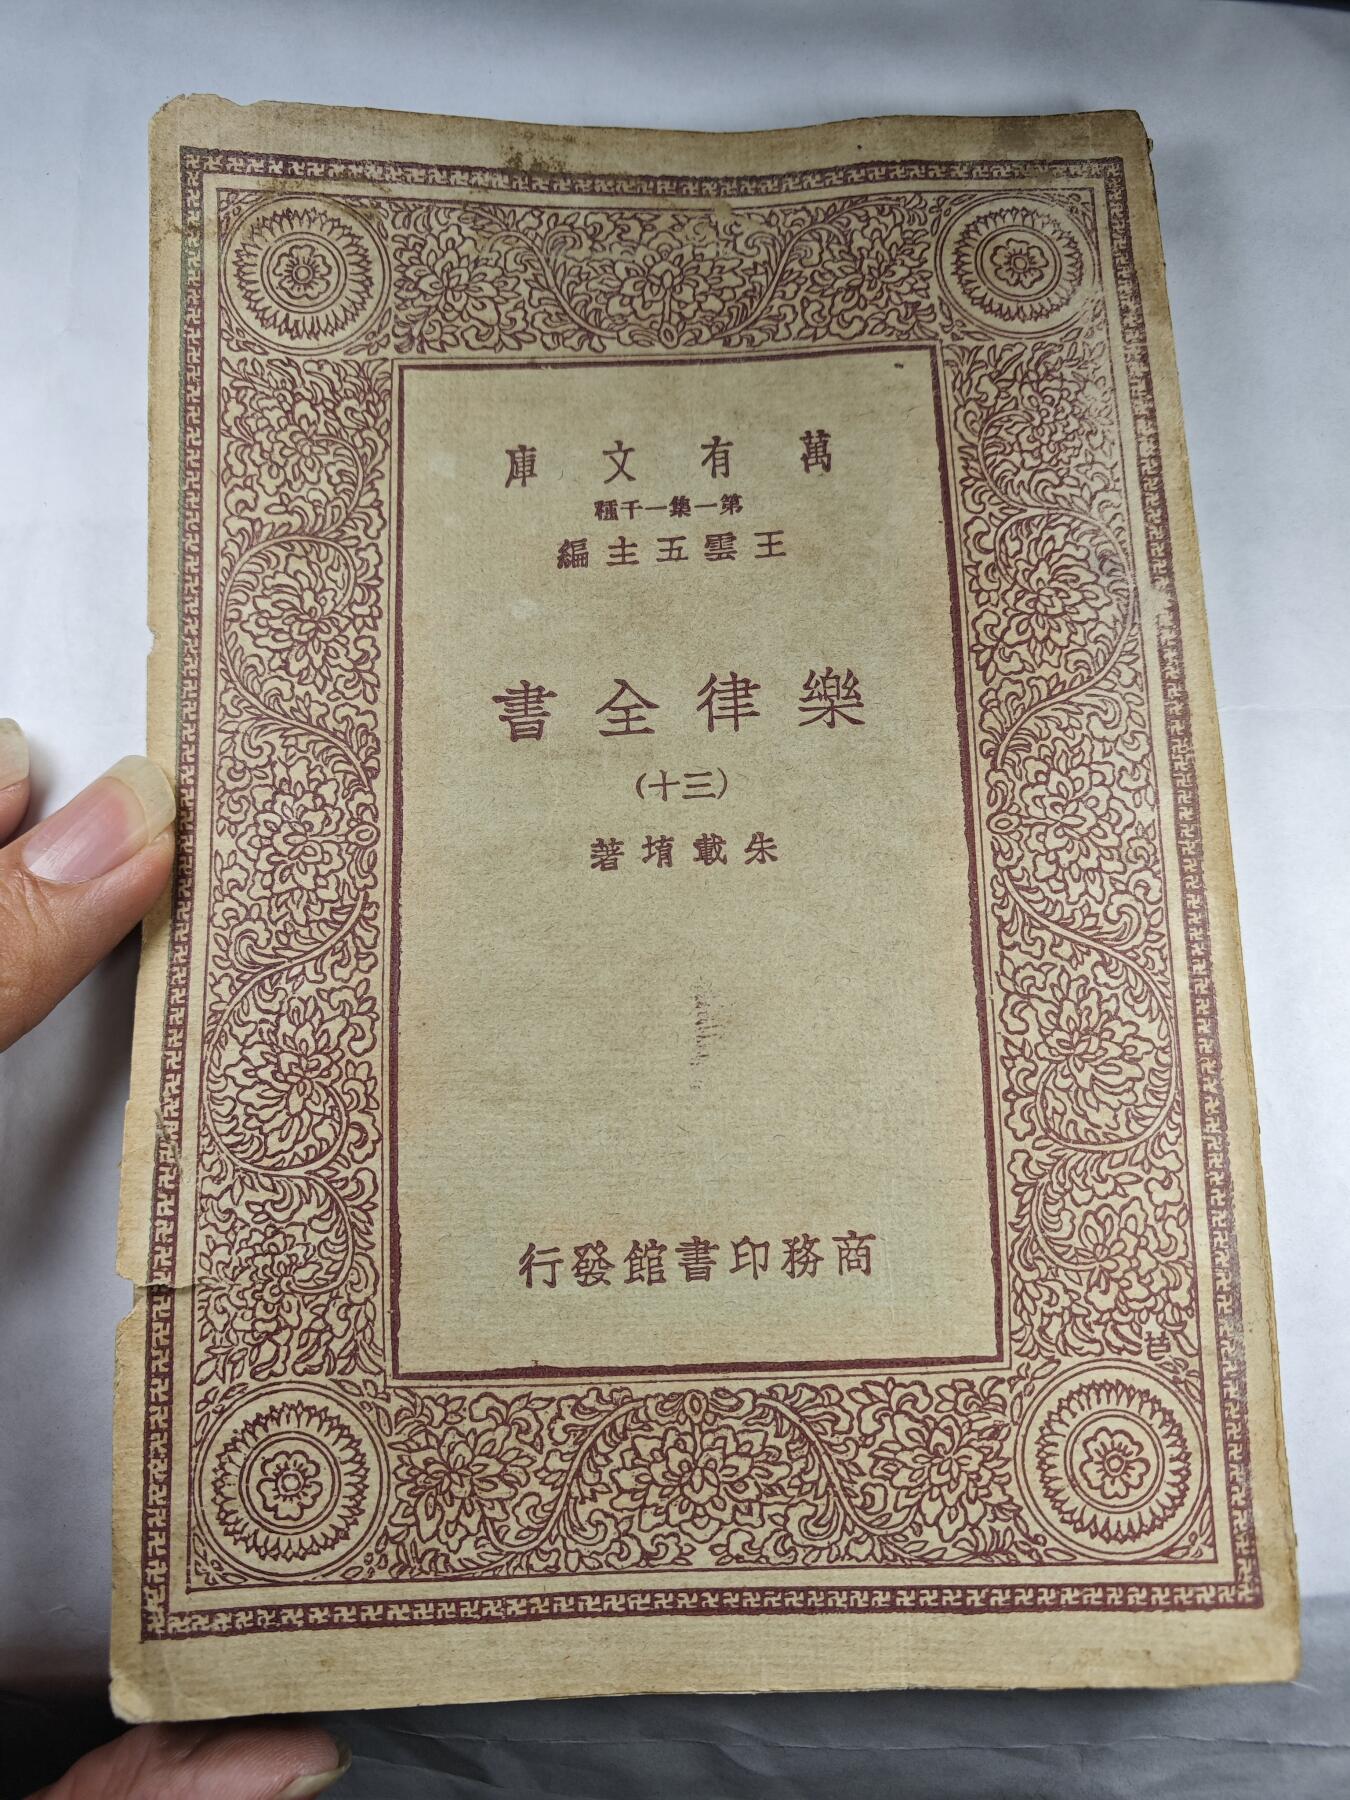 萬有文庫
第一集一千種
王雲五主編
樂律全書
(三十)
朱載堉著
商務印書館發行